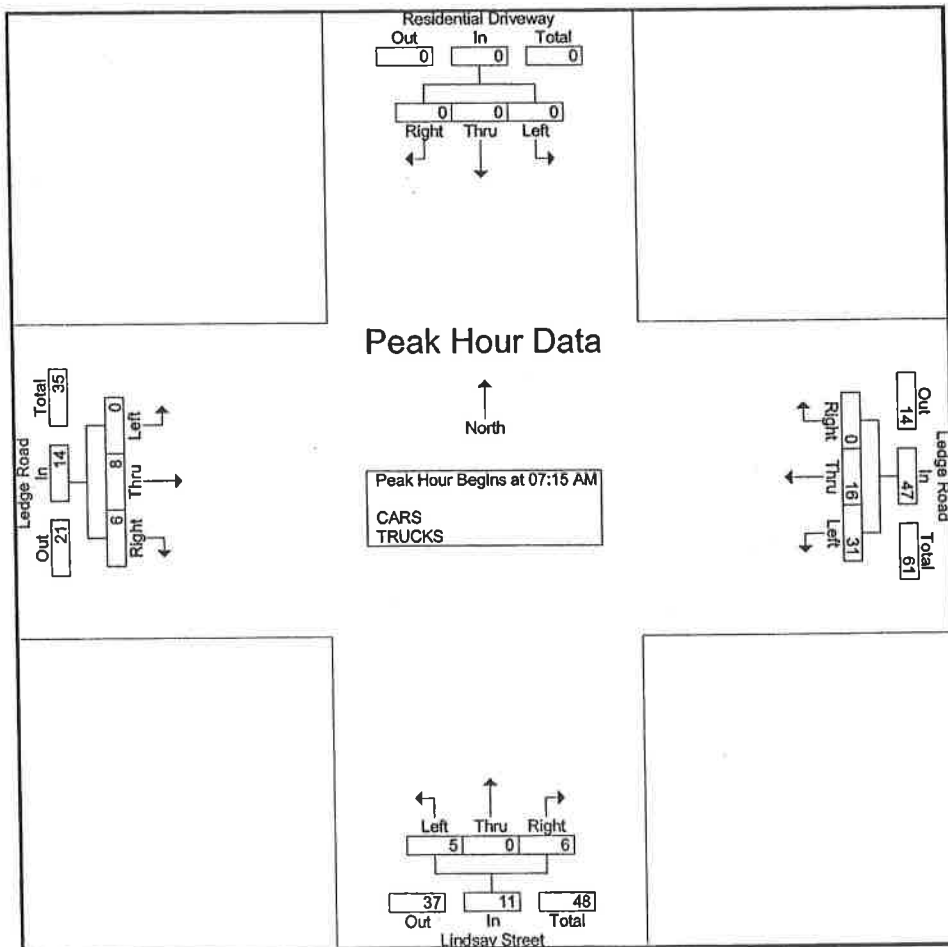 Residential Driveway
Out In Total
0 0 0
0 0 0
Right Thru Left
Peak Hour Data
North
Peak Hour Begins at 07:15 AM
CARS
TRUCKS
Ledge Road
Total In Out
35 14 21
0 8 6
Left Thru Right
Right Thru Left
0 16 31
Out In Total
14 47 61
Ledge Road
Left Thru Right
5 0 6
37 11 48
Out In Total
Lindsay Street